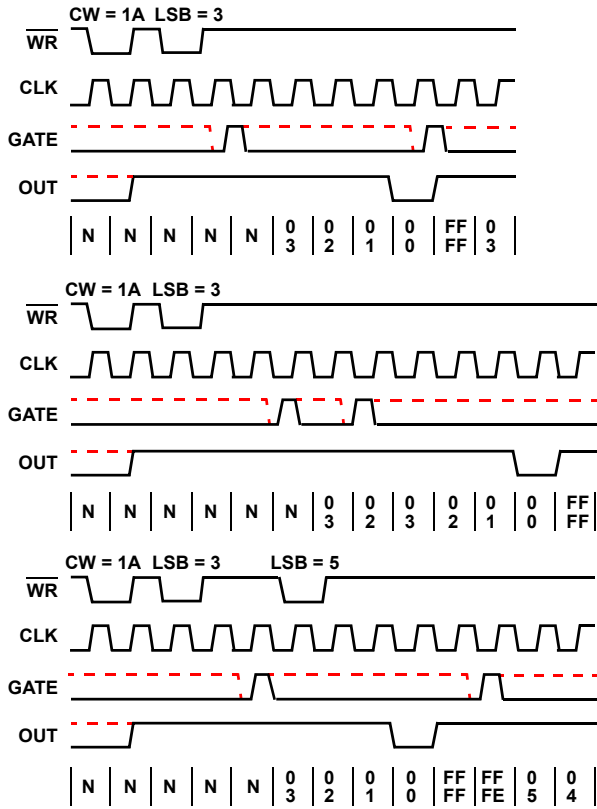 CW = 1A LSB = 3
WR
CLK
GATE
OUT
N N N N N 0 0 0 0 FF 0
3 2 1 0 FF 3
CW = 1A LSB = 3
WR
CLK
GATE
OUT
N N N N N N 0 0 0 0 0 0 FF
3 2 3 2 1 0 FF
CW = 1A LSB = 3 LSB = 5
WR
CLK
GATE
OUT
N N N N N 0 0 0 0 FF FF 0 0
3 2 1 0 FF FE 5 4